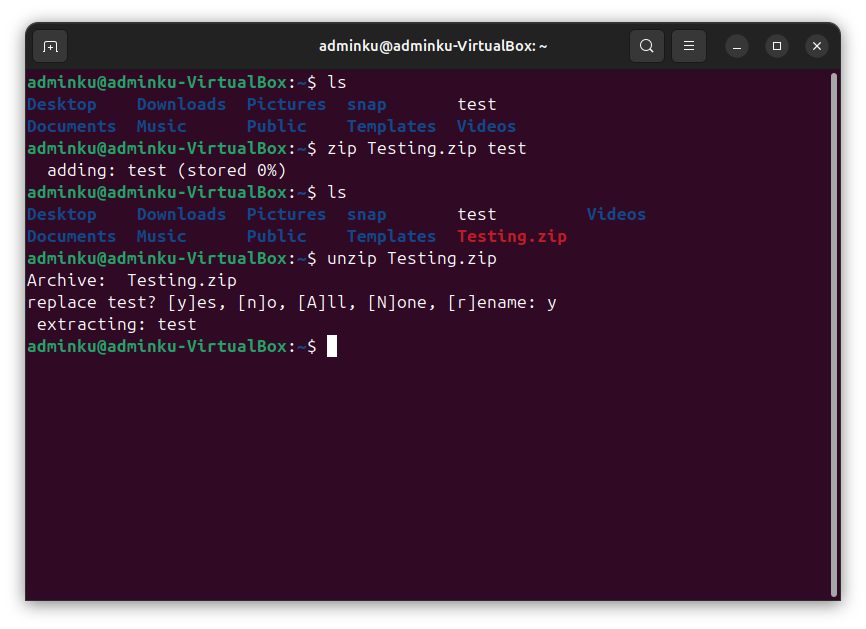 adminku@adminku-VirtualBox: ~
adminku@adminku-VirtualBox:~$ ls
Desktop    Downloads  Pictures  snap       test
Documents  Music      Public    Templates  Videos
adminku@adminku-VirtualBox:~$ zip Testing.zip test
  adding: test (stored 0%)
adminku@adminku-VirtualBox:~$ ls
Desktop    Downloads  Pictures  snap       test         Videos
Documents  Music      Public    Templates  Testing.zip
adminku@adminku-VirtualBox:~$ unzip Testing.zip
Archive:  Testing.zip
replace test? [y]es, [n]o, [A]ll, [N]one, [r]ename: y
 extracting: test
adminku@adminku-VirtualBox:~$